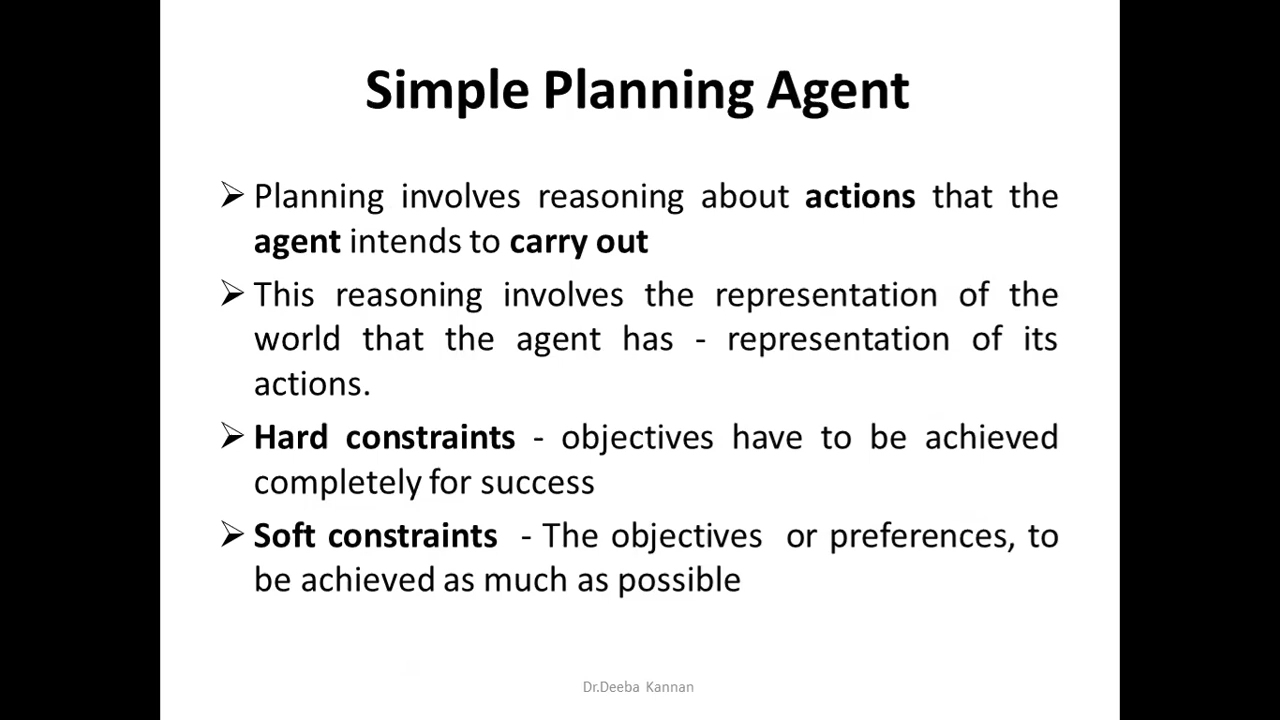 Simple Planning Agent
➢ Planning involves reasoning about actions that the
agent intends to carry out
➢ This reasoning involves the representation of the
world that the agent has - representation of its
actions.
➢ Hard constraints - objectives have to be achieved
completely for success
➢ Soft constraints - The objectives or preferences, to
be achieved as much as possible
Dr.Deeba Kannan